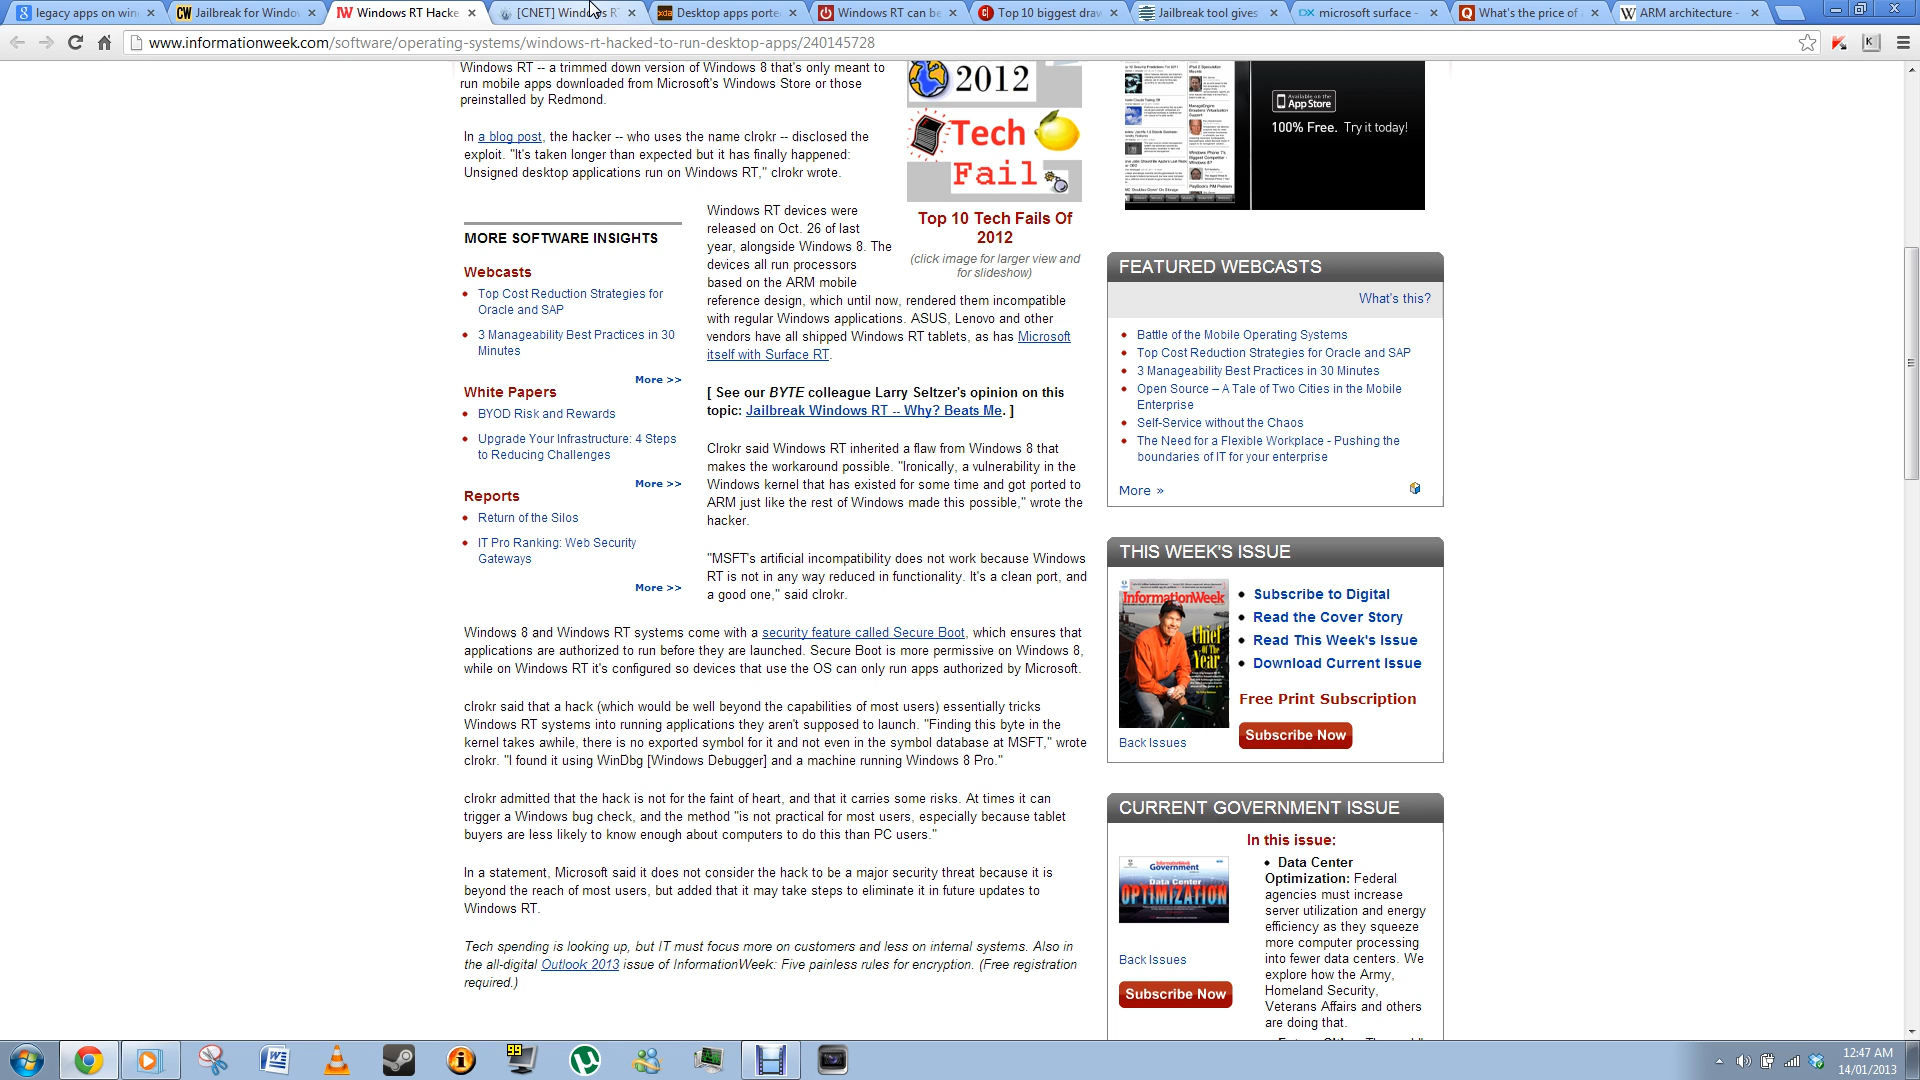 legacy apps on win
Jailbreak for Windo
Windows RT Hacke
[CNET] Windows R
Desktop apps porte
Windows RT can be
Top 10 biggest draw
Jailbreak tool gives
microsoft surface -
What's the price of
ARM architecture -
www.informationweek.com/software/operating-systems/windows-rt-hacked-to-run-desktop-apps/240145728
Windows RT -- a trimmed down version of Windows 8 that's only meant to
run mobile apps downloaded from Microsoft's Windows Store or those
preinstalled by Redmond.
In a blog post, the hacker -- who uses the name clrokr -- disclosed the
exploit. "It's taken longer than expected but it has finally happened:
Unsigned desktop applications run on Windows RT," clrokr wrote.
2012
Tech
Fail
Top 10 Tech Fails Of
2012
(click image for larger view and
for slideshow)
MORE SOFTWARE INSIGHTS
Webcasts
Top Cost Reduction Strategies for
Oracle and SAP
3 Manageability Best Practices in 30
Minutes
More >>
White Papers
BYOD Risk and Rewards
Upgrade Your Infrastructure: 4 Steps
to Reducing Challenges
More >>
Reports
Return of the Silos
IT Pro Ranking: Web Security
Gateways
More >>
Windows RT devices were
released on Oct. 26 of last
year, alongside Windows 8. The
devices all run processors
based on the ARM mobile
reference design, which until now, rendered them incompatible
with regular Windows applications. ASUS, Lenovo and other
vendors have all shipped Windows RT tablets, as has Microsoft
itself with Surface RT.
[ See our BYTE colleague Larry Seltzer's opinion on this
topic: Jailbreak Windows RT -- Why? Beats Me. ]
Clrokr said Windows RT inherited a flaw from Windows 8 that
makes the workaround possible. "Ironically, a vulnerability in the
Windows kernel that has existed for some time and got ported to
ARM just like the rest of Windows made this possible," wrote the
hacker.
"MSFT's artificial incompatibility does not work because Windows
RT is not in any way reduced in functionality. It's a clean port, and
a good one," said clrokr.
Windows 8 and Windows RT systems come with a security feature called Secure Boot, which ensures that
applications are authorized to run before they are launched. Secure Boot is more permissive on Windows 8,
while on Windows RT it's configured so devices that use the OS can only run apps authorized by Microsoft.
clrokr said that a hack (which would be well beyond the capabilities of most users) essentially tricks
Windows RT systems into running applications they aren't supposed to launch. "Finding this byte in the
kernel takes awhile, there is no exported symbol for it and not even in the symbol database at MSFT," wrote
clrokr. "I found it using WinDbg [Windows Debugger] and a machine running Windows 8 Pro."
clrokr admitted that the hack is not for the faint of heart, and that it carries some risks. At times it can
trigger a Windows bug check, and the method "is not practical for most users, especially because tablet
buyers are less likely to know enough about computers to do this than PC users."
In a statement, Microsoft said it does not consider the hack to be a major security threat because it is
beyond the reach of most users, but added that it may take steps to eliminate it in future updates to
Windows RT.
Tech spending is looking up, but IT must focus more on customers and less on internal systems. Also in
the all-digital Outlook 2013 issue of InformationWeek: Five painless rules for encryption. (Free registration
required.)
Available on the
App Store
100% Free. Try it today!
FEATURED WEBCASTS
What's this?
Battle of the Mobile Operating Systems
Top Cost Reduction Strategies for Oracle and SAP
3 Manageability Best Practices in 30 Minutes
Open Source – A Tale of Two Cities in the Mobile
Enterprise
Self-Service without the Chaos
The Need for a Flexible Workplace - Pushing the
boundaries of IT for your enterprise
More »
THIS WEEK'S ISSUE
InformationWeek
Chief
Of The
Year
Back Issues
Subscribe to Digital
Read the Cover Story
Read This Week's Issue
Download Current Issue
Free Print Subscription
Subscribe Now
CURRENT GOVERNMENT ISSUE
Government
Data Center
OPTIMIZATION
Back Issues
Subscribe Now
In this issue:
Data Center
Optimization: Federal
agencies must increase
server utilization and energy
efficiency as they squeeze
more computer processing
into fewer data centers. We
explore how the Army,
Homeland Security,
Veterans Affairs and others
are doing that.
99
12:47 AM
14/01/2013